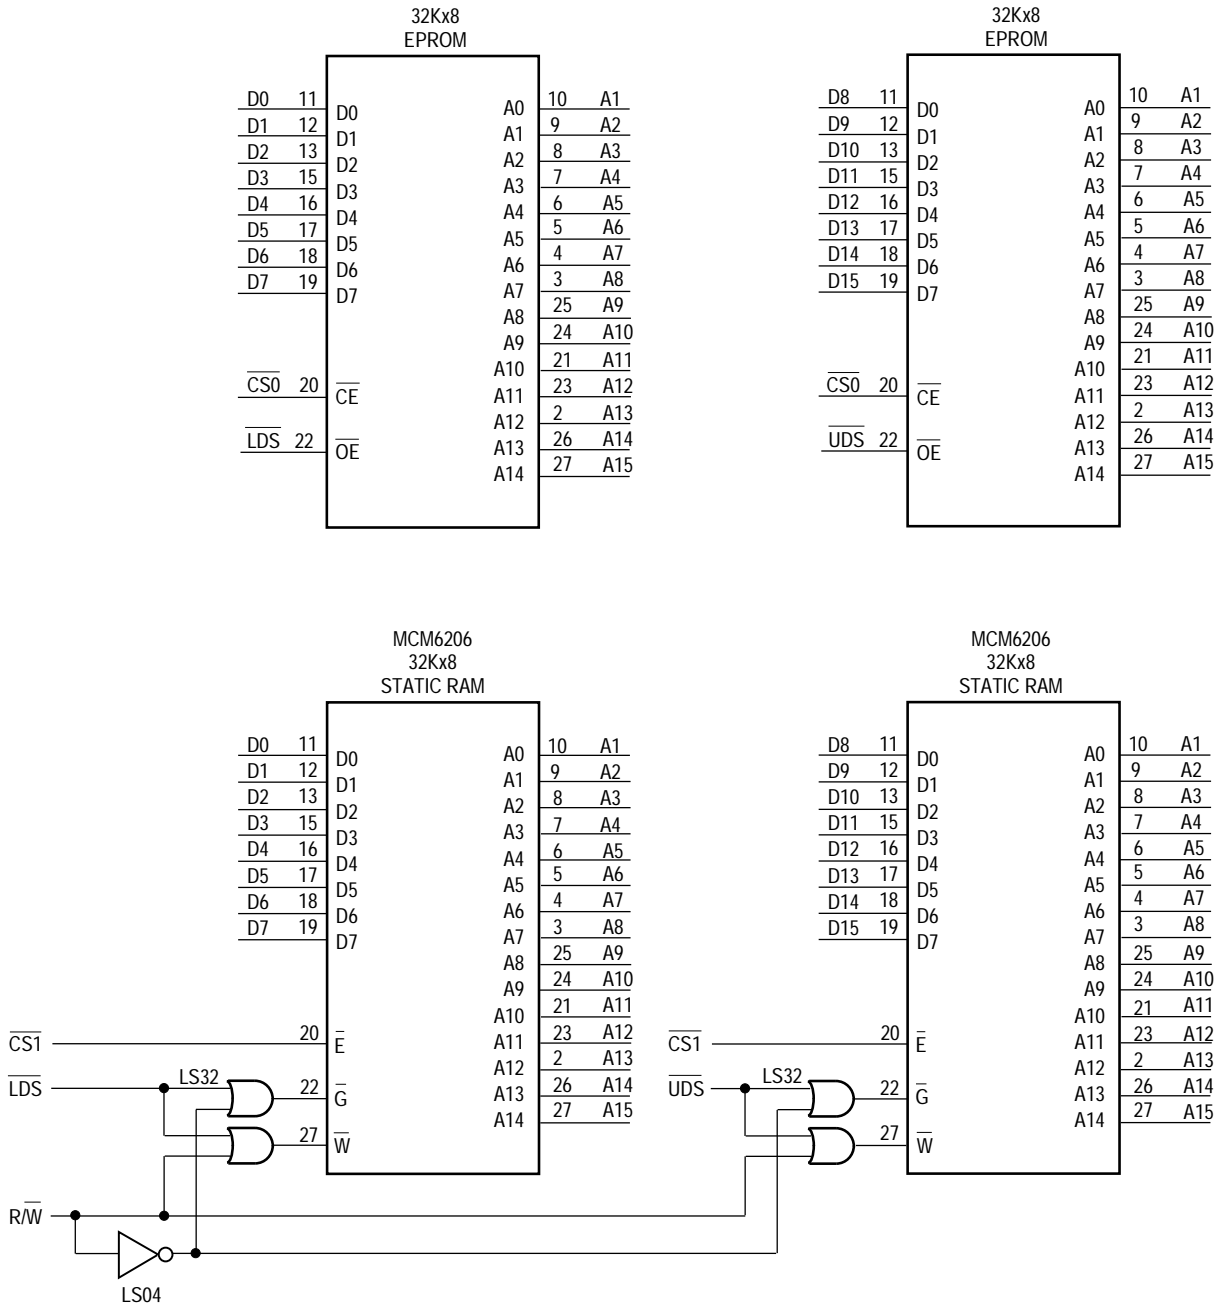 32Kx8
EPROM
D0 11 D0
D1 12 D1
D2 13 D2
D3 15 D3
D4 16 D4
D5 17 D5
D6 18 D6
D7 19 D7
CS0 20 CE
LDS 22 OE
A0 10 A1
A1 9 A2
A2 8 A3
A3 7 A4
A4 6 A5
A5 5 A6
A6 4 A7
A7 3 A8
A8 25 A9
A9 24 A10
A10 21 A11
A11 23 A12
A12 2 A13
A13 26 A14
A14 27 A15
32Kx8
EPROM
D8 11 D0
D9 12 D1
D10 13 D2
D11 15 D3
D12 16 D4
D13 17 D5
D14 18 D6
D15 19 D7
CS0 20 CE
UDS 22 OE
A0 10 A1
A1 9 A2
A2 8 A3
A3 7 A4
A4 6 A5
A5 5 A6
A6 4 A7
A7 3 A8
A8 25 A9
A9 24 A10
A10 21 A11
A11 23 A12
A12 2 A13
A13 26 A14
A14 27 A15
MCM6206
32Kx8
STATIC RAM
D0 11 D0
D1 12 D1
D2 13 D2
D3 15 D3
D4 16 D4
D5 17 D5
D6 18 D6
D7 19 D7
CS1 20 E
LDS LS32 22 G
27 W
R/W
LS04
A0 10 A1
A1 9 A2
A2 8 A3
A3 7 A4
A4 6 A5
A5 5 A6
A6 4 A7
A7 3 A8
A8 25 A9
A9 24 A10
A10 21 A11
A11 23 A12
A12 2 A13
A13 26 A14
A14 27 A15
MCM6206
32Kx8
STATIC RAM
D8 11 D0
D9 12 D1
D10 13 D2
D11 15 D3
D12 16 D4
D13 17 D5
D14 18 D6
D15 19 D7
CS1 20 E
UDS LS32 22 G
27 W
A0 10 A1
A1 9 A2
A2 8 A3
A3 7 A4
A4 6 A5
A5 5 A6
A6 4 A7
A7 3 A8
A8 25 A9
A9 24 A10
A10 21 A11
A11 23 A12
A12 2 A13
A13 26 A14
A14 27 A15